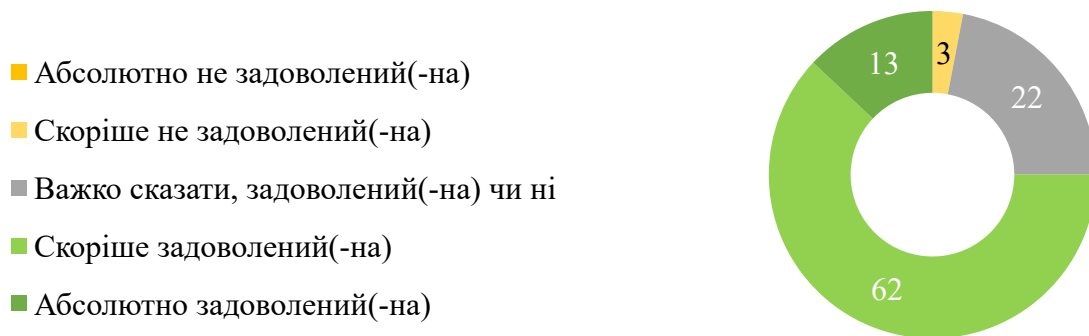 Абсолютно не задоволений(-на)
Скоріше не задоволений(-на)
Важко сказати, задоволений(-на) чи ні
Скоріше задоволений(-на)
Абсолютно задоволений(-на)
3
22
62
13